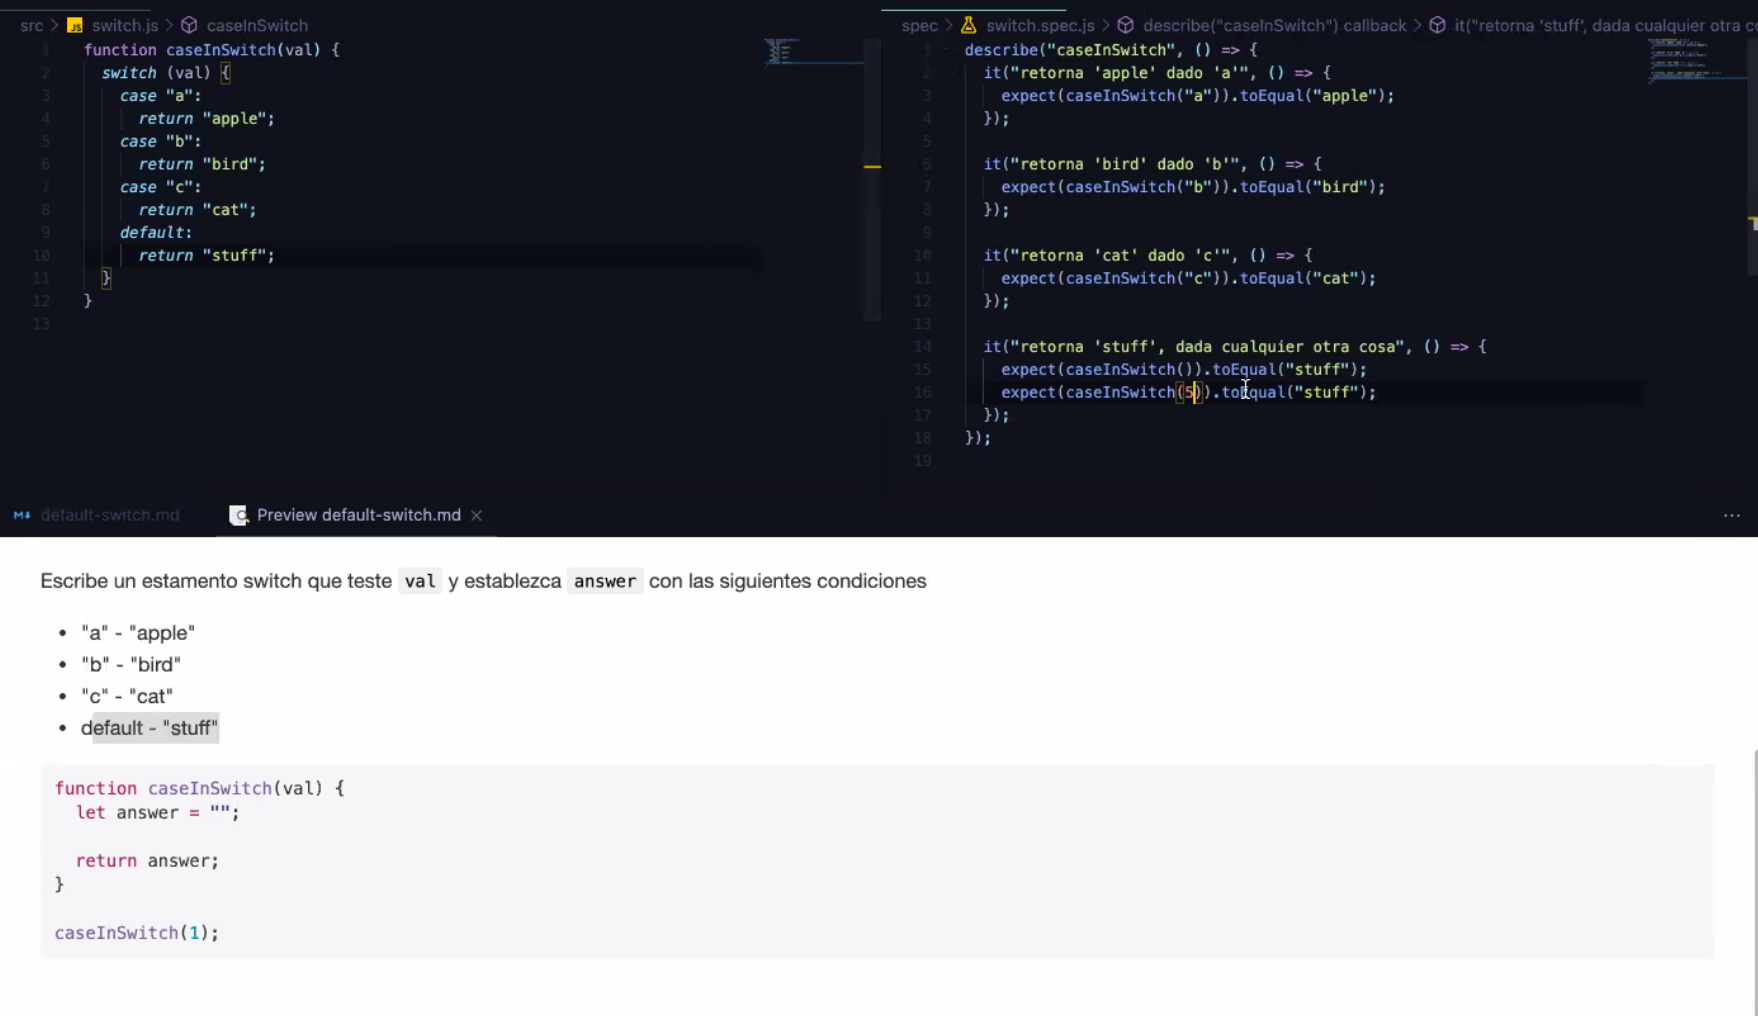 src > switch.js > caseInSwitch
1 function caseInSwitch(val) {
2 switch (val) {
3 case "a":
4 return "apple";
5 case "b":
6 return "bird";
7 case "c":
8 return "cat";
9 default:
10 return "stuff";
11 }
12 }
13
spec > switch.spec.js > describe("caseInSwitch") callback > it("retorna 'stuff', dada cualquier otra co
1 describe("caseInSwitch", () => {
2 it("retorna 'apple' dado 'a'", () => {
3 expect(caseInSwitch("a")).toEqual("apple");
4 });
5
6 it("retorna 'bird' dado 'b'", () => {
7 expect(caseInSwitch("b")).toEqual("bird");
8 });
9
10 it("retorna 'cat' dado 'c'", () => {
11 expect(caseInSwitch("c")).toEqual("cat");
12 });
13
14 it("retorna 'stuff', dada cualquier otra cosa", () => {
15 expect(caseInSwitch()).toEqual("stuff");
16 expect(caseInSwitch(5)).toEqual("stuff");
17 });
18 });
19
default-switch.md Preview default-switch.md
Escribe un estamento switch que teste val y establezca answer con las siguientes condiciones
• "a" - "apple"
• "b" - "bird"
• "c" - "cat"
• default - "stuff"
function caseInSwitch(val) {
let answer = "";
return answer;
}
caseInSwitch(1);